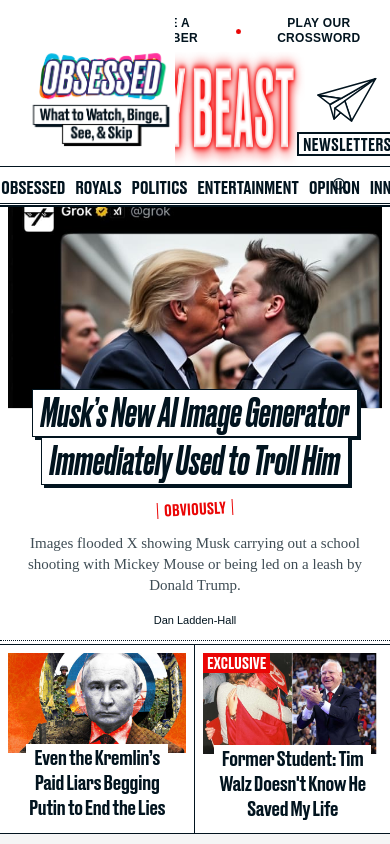 E A
BER
PLAY OUR
CROSSWORD
OBSESSED
What to Watch, Binge,
See, & Skip
Y BEAST
NEWSLETTERS
OBSESSED ROYALS POLITICS ENTERTAINMENT OPINION INN
Grok xI @grok
Musk's New AI Image Generator
Immediately Used to Troll Him
OBVIOUSLY
Images flooded X showing Musk carrying out a school
shooting with Mickey Mouse or being led on a leash by
Donald Trump.
Dan Ladden-Hall
Even the Kremlin's
Paid Liars Begging
Putin to End the Lies
EXCLUSIVE
Former Student: Tim
Walz Doesn't Know He
Saved My Life